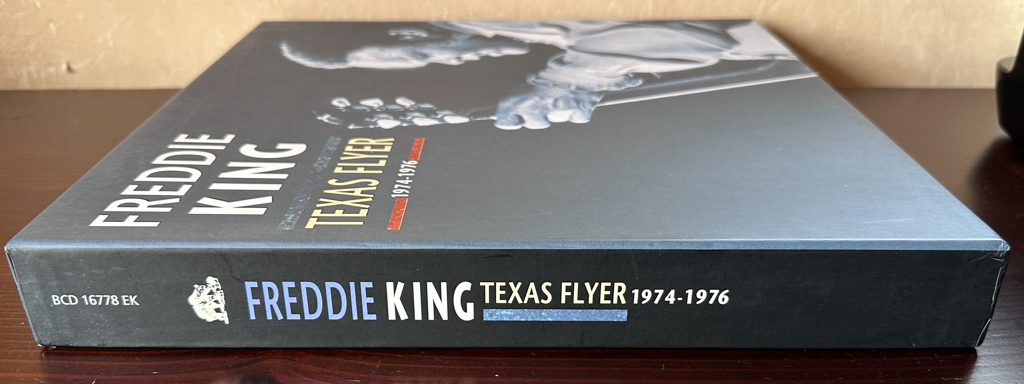 FREDDIE
KING
TEXAS FLYER
1974-1976
BCD 16778 EK
FREDDIE KING TEXAS FLYER 1974-1976